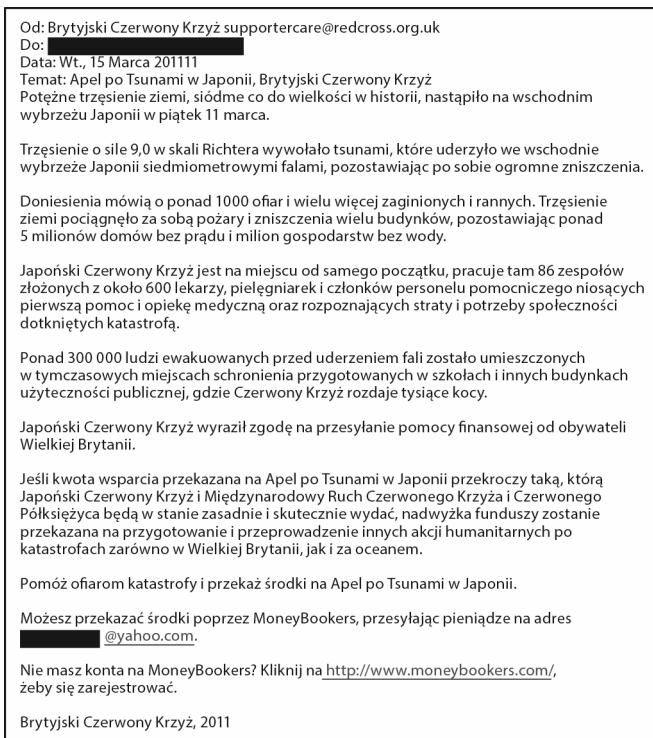 Od: Brytyjski Czerwony Krzyż supportercare@redcross.org.uk
Do:
Data: Wt., 15 Marca 201111
Temat: Apel po Tsunami w Japonii, Brytyjski Czerwony Krzyż
Potężne trzęsienie ziemi, siódme co do wielkości w historii, nastąpiło na wschodnim
wybrzeżu Japonii w piątek 11 marca.
Trzęsienie o sile 9,0 w skali Richtera wywołało tsunami, które uderzyło we wschodnie
wybrzeże Japonii siedmiometrowymi falami, pozostawiając po sobie ogromne zniszczenia.
Doniesienia mówią o ponad 1000 ofiar i wielu więcej zaginionych i rannych. Trzęsienie
ziemi pociągnęło za sobą pożary i zniszczenia wielu budynków, pozostawiając ponad
5 milionów domów bez prądu i milion gospodarstw bez wody.
Japoński Czerwony Krzyż jest na miejscu od samego początku, pracuje tam 86 zespołów
złożonych z około 600 lekarzy, pielęgniarek i członków personelu pomocniczego niosących
pierwszą pomoc i opiekę medyczną oraz rozpoznających straty i potrzeby społeczności
dotkniętych katastrofą.
Ponad 300 000 ludzi ewakuowanych przed uderzeniem fali zostało umieszczonych
w tymczasowych miejscach schronienia przygotowanych w szkołach i innych budynkach
użyteczności publicznej, gdzie Czerwony Krzyż rozdaje tysiące kocy.
Japoński Czerwony Krzyż wyraził zgodę na przesyłanie pomocy finansowej od obywateli
Wielkiej Brytanii.
Jeśli kwota wsparcia przekazana na Apel po Tsunami w Japonii przekroczy taką, którą
Japoński Czerwony Krzyż i Międzynarodowy Ruch Czerwonego Krzyża i Czerwonego
Półksiężyca będą w stanie zasadnie i skutecznie wydać, nadwyżka funduszy zostanie
przekazana na przygotowanie i przeprowadzenie innych akcji humanitarnych po
katastrofach zarówno w Wielkiej Brytanii, jak i za oceanem.
Pomóż ofiarom katastrofy i przekaż środki na Apel po Tsunami w Japonii.
Możesz przekazać środki poprzez MoneyBookers, przesyłając pieniądze na adres
@yahoo.com.
Nie masz konta na MoneyBookers? Kliknij na http://www.moneybookers.com/,
żeby się zarejestrować.
Brytyjski Czerwony Krzyż, 2011